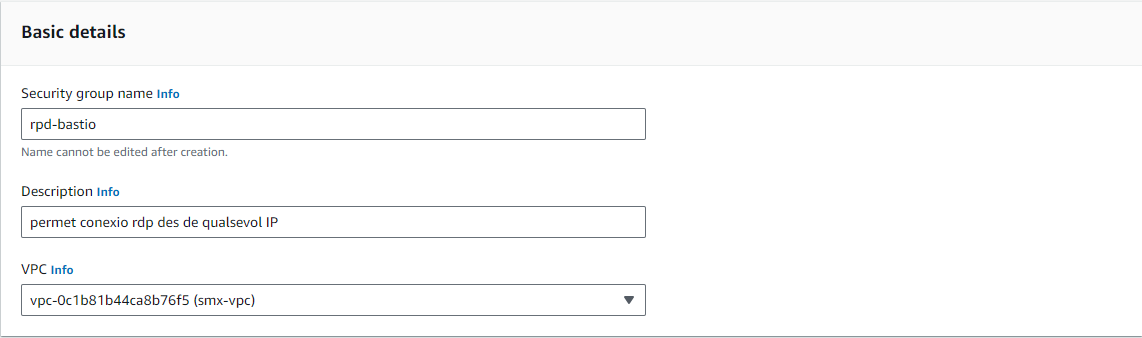 Basic details
Security group name Info
rpd-bastio
Name cannot be edited after creation.
Description Info
permet conexio rdp des de qualsevol IP
VPC Info
vpc-0c1b81b44ca8b76f5 (smx-vpc)